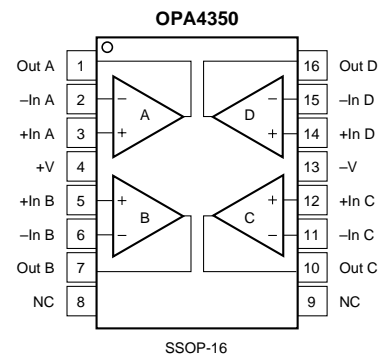 OPA4350
Out A 1 16 Out D
–In A 2 – – 15 –In D
A D
+In A 3 + + 14 +In D
+V 4 13 –V
+In B 5 + + 12 +In C
B C
–In B 6 – – 11 –In C
Out B 7 10 Out C
NC 8 9 NC
SSOP-16